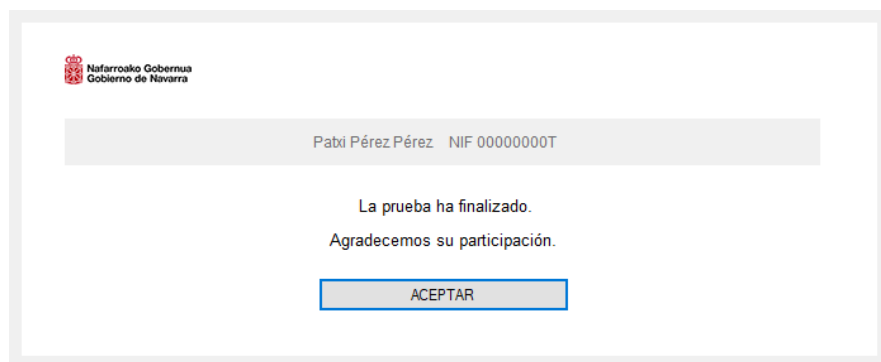 Nafarroako Gobernua
Gobierno de Navarra
Patxi Pérez Pérez NIF 00000000T
La prueba ha finalizado.
Agradecemos su participación.
ACEPTAR